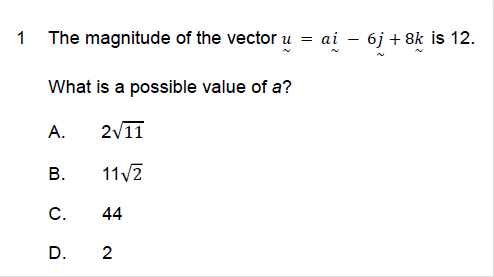 1 The magnitude of the vector ṵ = aḭ − 6j̰ + 8k̰ is 12.
What is a possible value of a?
A. 2√11
B. 11√2
C. 44
D. 2